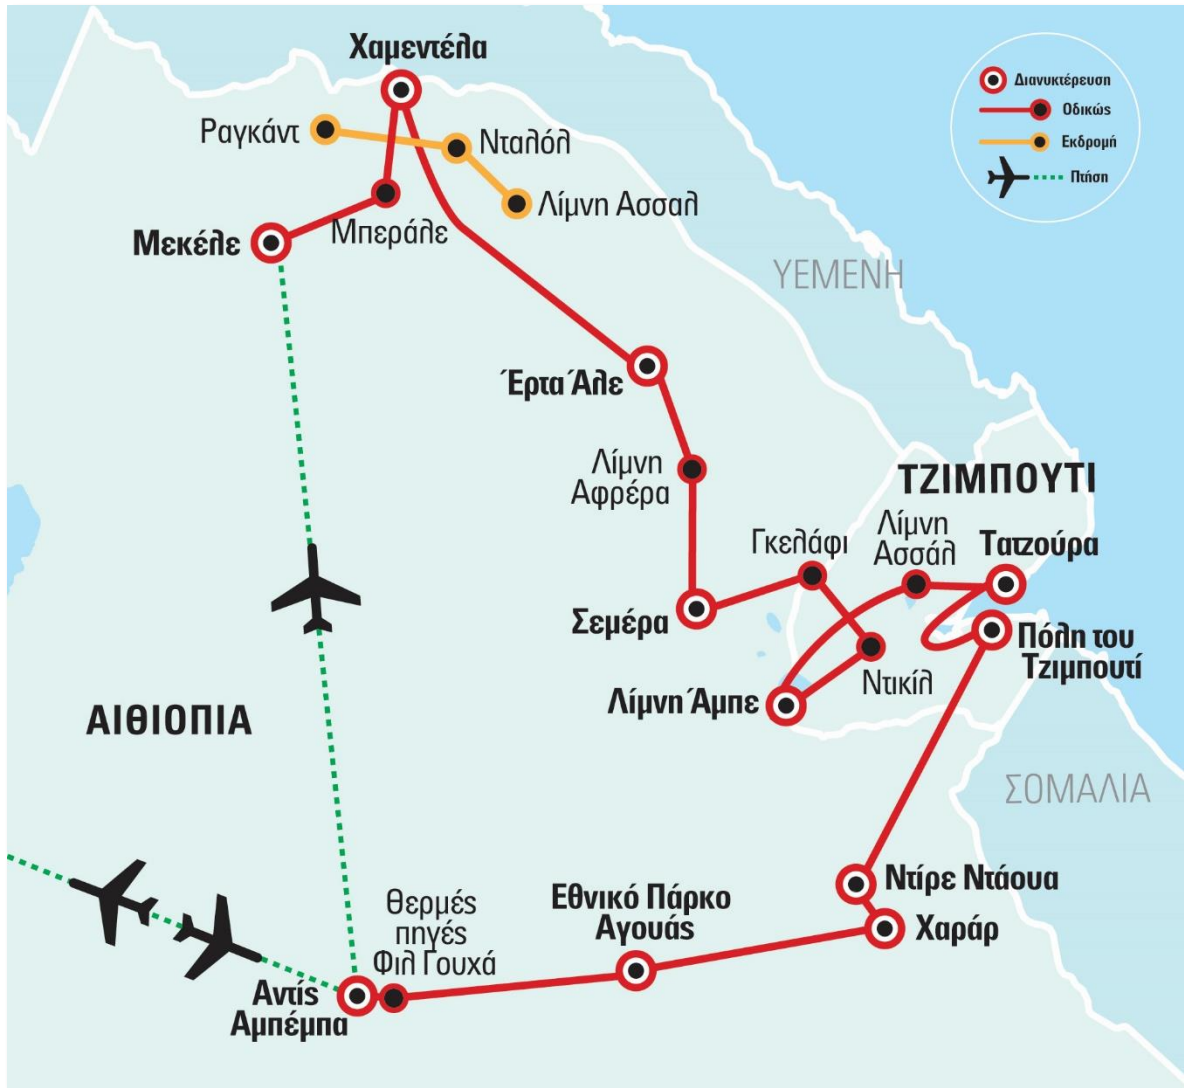 Χαμεντέλα
Διανυκτέρευση
Οδικώς
Εκδρομή
Πτήση
Ραγκάντ
Νταλόλ
Λίμνη Ασσαλ
Μπεράλε
Μεκέλε
ΥΕΜΕΝΗ
Έρτα Άλε
Λίμνη
Αφρέρα
ΤΖΙΜΠΟΥΤΙ
Γκελάφι
Λίμνη
Ασσάλ
Τατζούρα
Σεμέρα
Πόλη του
Τζιμπουτί
Ντικίλ
Λίμνη Άμπε
ΑΙΘΙΟΠΙΑ
ΣΟΜΑΛΙΑ
Ντίρε Ντάουα
Χαράρ
Εθνικό Πάρκο
Αγουάς
Θερμές
πηγές
Φιλ Γουχά
Αντίς
Αμπέμπα